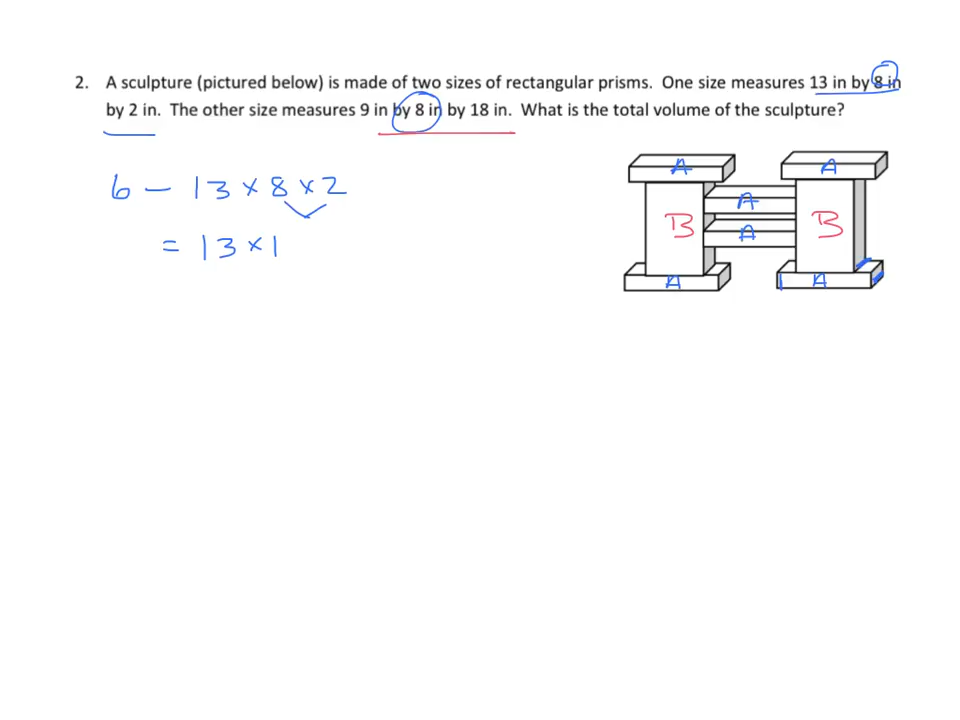 2. A sculpture (pictured below) is made of two sizes of rectangular prisms. One size measures 13 in by 8 in
by 2 in. The other size measures 9 in by 8 in by 18 in. What is the total volume of the sculpture?
6 - 13 × 8 × 2
= 13 × 1
A A
A
B B
A
A A